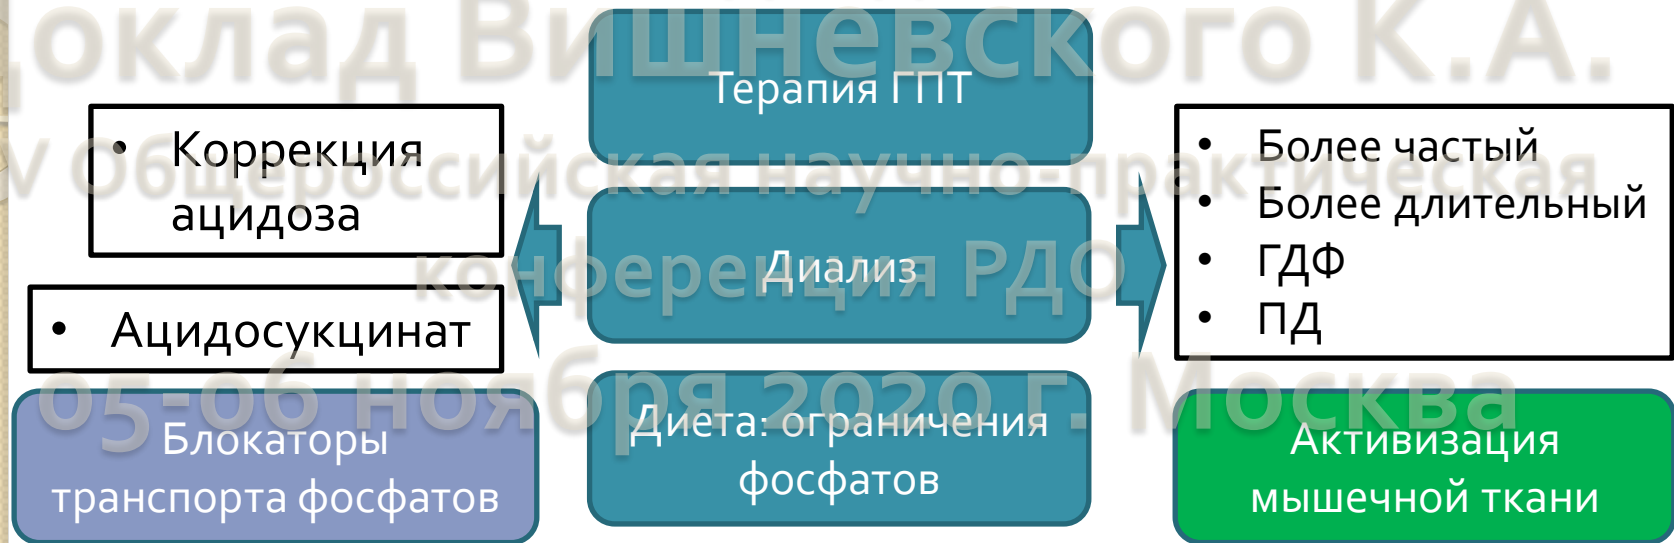 оклад Вишневского К.А.
Терапия ГПТ
• Коррекция
ацидоза
• Более частый
• Более длительный
• ГДФ
• ПД
V Общероссийская научно-практическая
Диализ
конференция РДО
• Ацидосукцинат
05-06 ноября 2020 г. Москва
Блокаторы
транспорта фосфатов
Диета: ограничения
фосфатов
Активизация
мышечной ткани